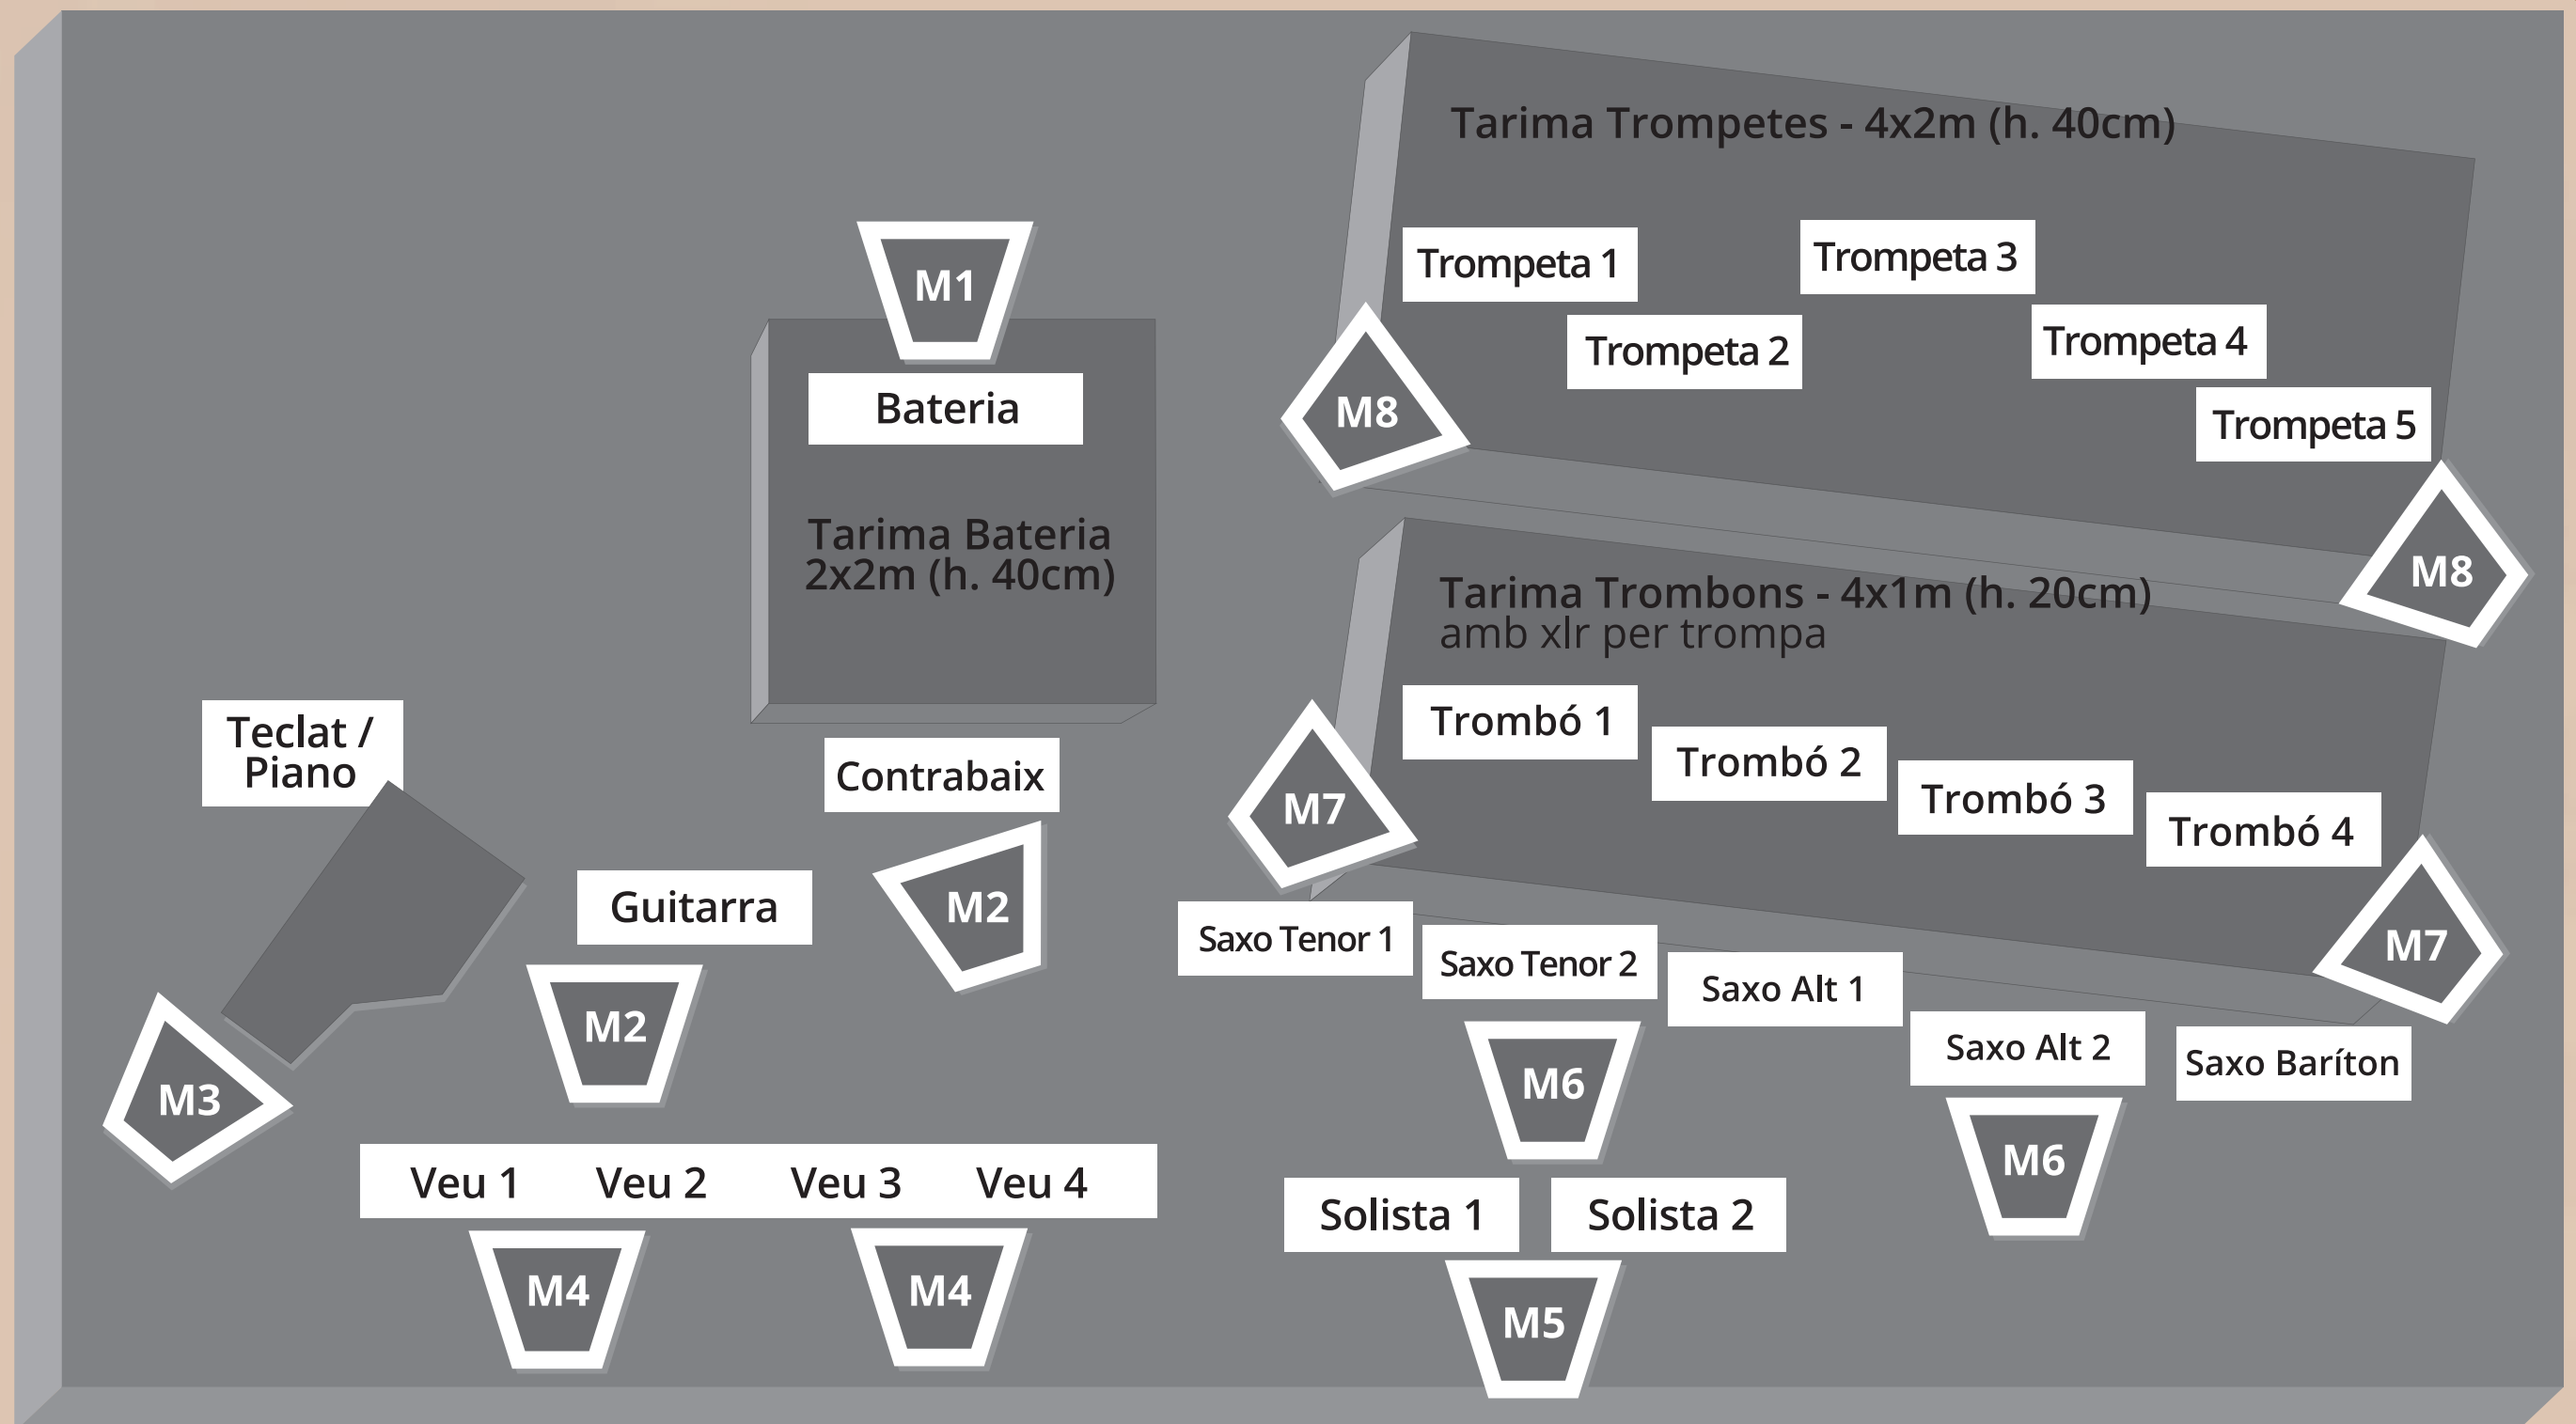 Tarima Trompetes - 4x2m (h. 40cm)
Trompeta 1
Trompeta 2
Trompeta 3
Trompeta 4
Trompeta 5
M8
M8
M1
Bateria
Tarima Bateria
2x2m (h. 40cm)
Tarima Trombons - 4x1m (h. 20cm)
amb xlr per trompa
Trombó 1
Trombó 2
Trombó 3
Trombó 4
M7
M7
Teclat /
Piano
M3
Contrabaix
M2
Guitarra
M2
Saxo Tenor 1
Saxo Tenor 2
Saxo Alt 1
Saxo Alt 2
Saxo Baríton
M6
M6
Veu 1 Veu 2 Veu 3 Veu 4
M4
M4
Solista 1
Solista 2
M5